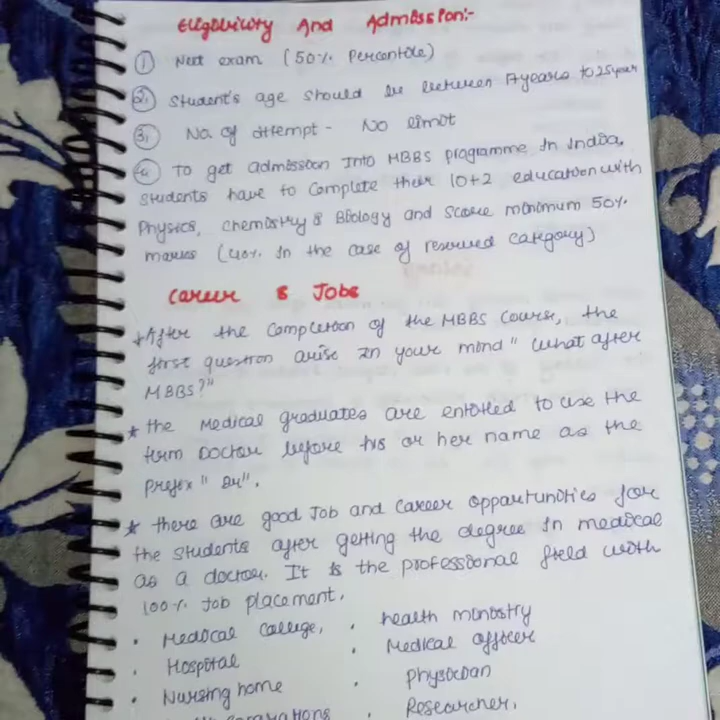 Eligibility And Admission:-
① Neet exam (50% Percentile)
② Student's age should be between 17years to 25year
③ No. of attempt - No limit
④ To get admission Into MBBS programme In India,
students have to Complete their 10+2 education with
Physics, chemistry & Biology and score minimum 50%
marks (40% In the case of reserved category)
Career & Jobs
* After the Completion of the MBBS course, the
first question arise In your mind "what after
MBBS?"
* the Medical graduates are entitled to use the
term Doctor before his or her name as the
prefix "Dr".
* there are good Job and Career opportunities for
the students after getting the degree In medical
as a doctor. It is the professional field with
100% Job placement.
• Medical college, • health ministry
• Hospital • Medical officer
• Nursing home • Physician
• Researcher,